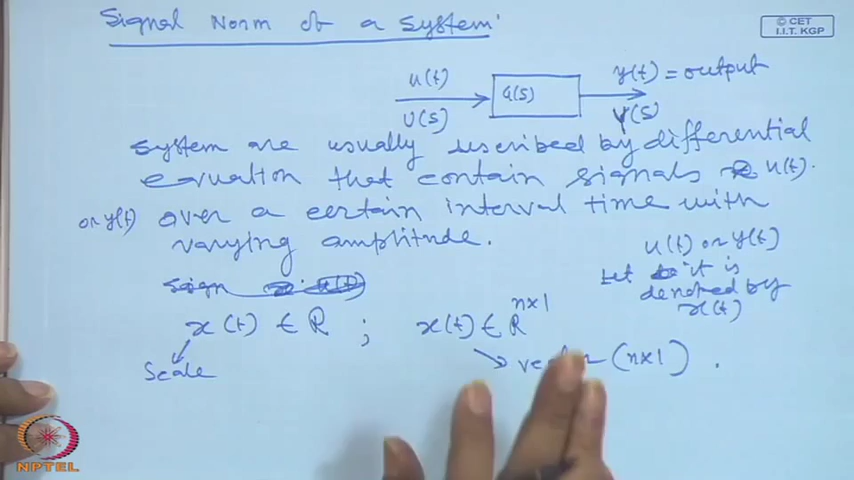 Signal Norm of a System
© CET
I.I.T. KGP
u(t)
U(s)
G(s)
y(t) = output
Y(s)
System are usually described by differential
equation that contain signals u(t).
or y(t) over a certain interval time with
varying amplitude.
u(t) or y(t)
Let it is
denoted by
x(t)
Sign
x(t) ∈ R ; x(t) ∈ R^{n×1}
Scale
(n×1).
NPTEL